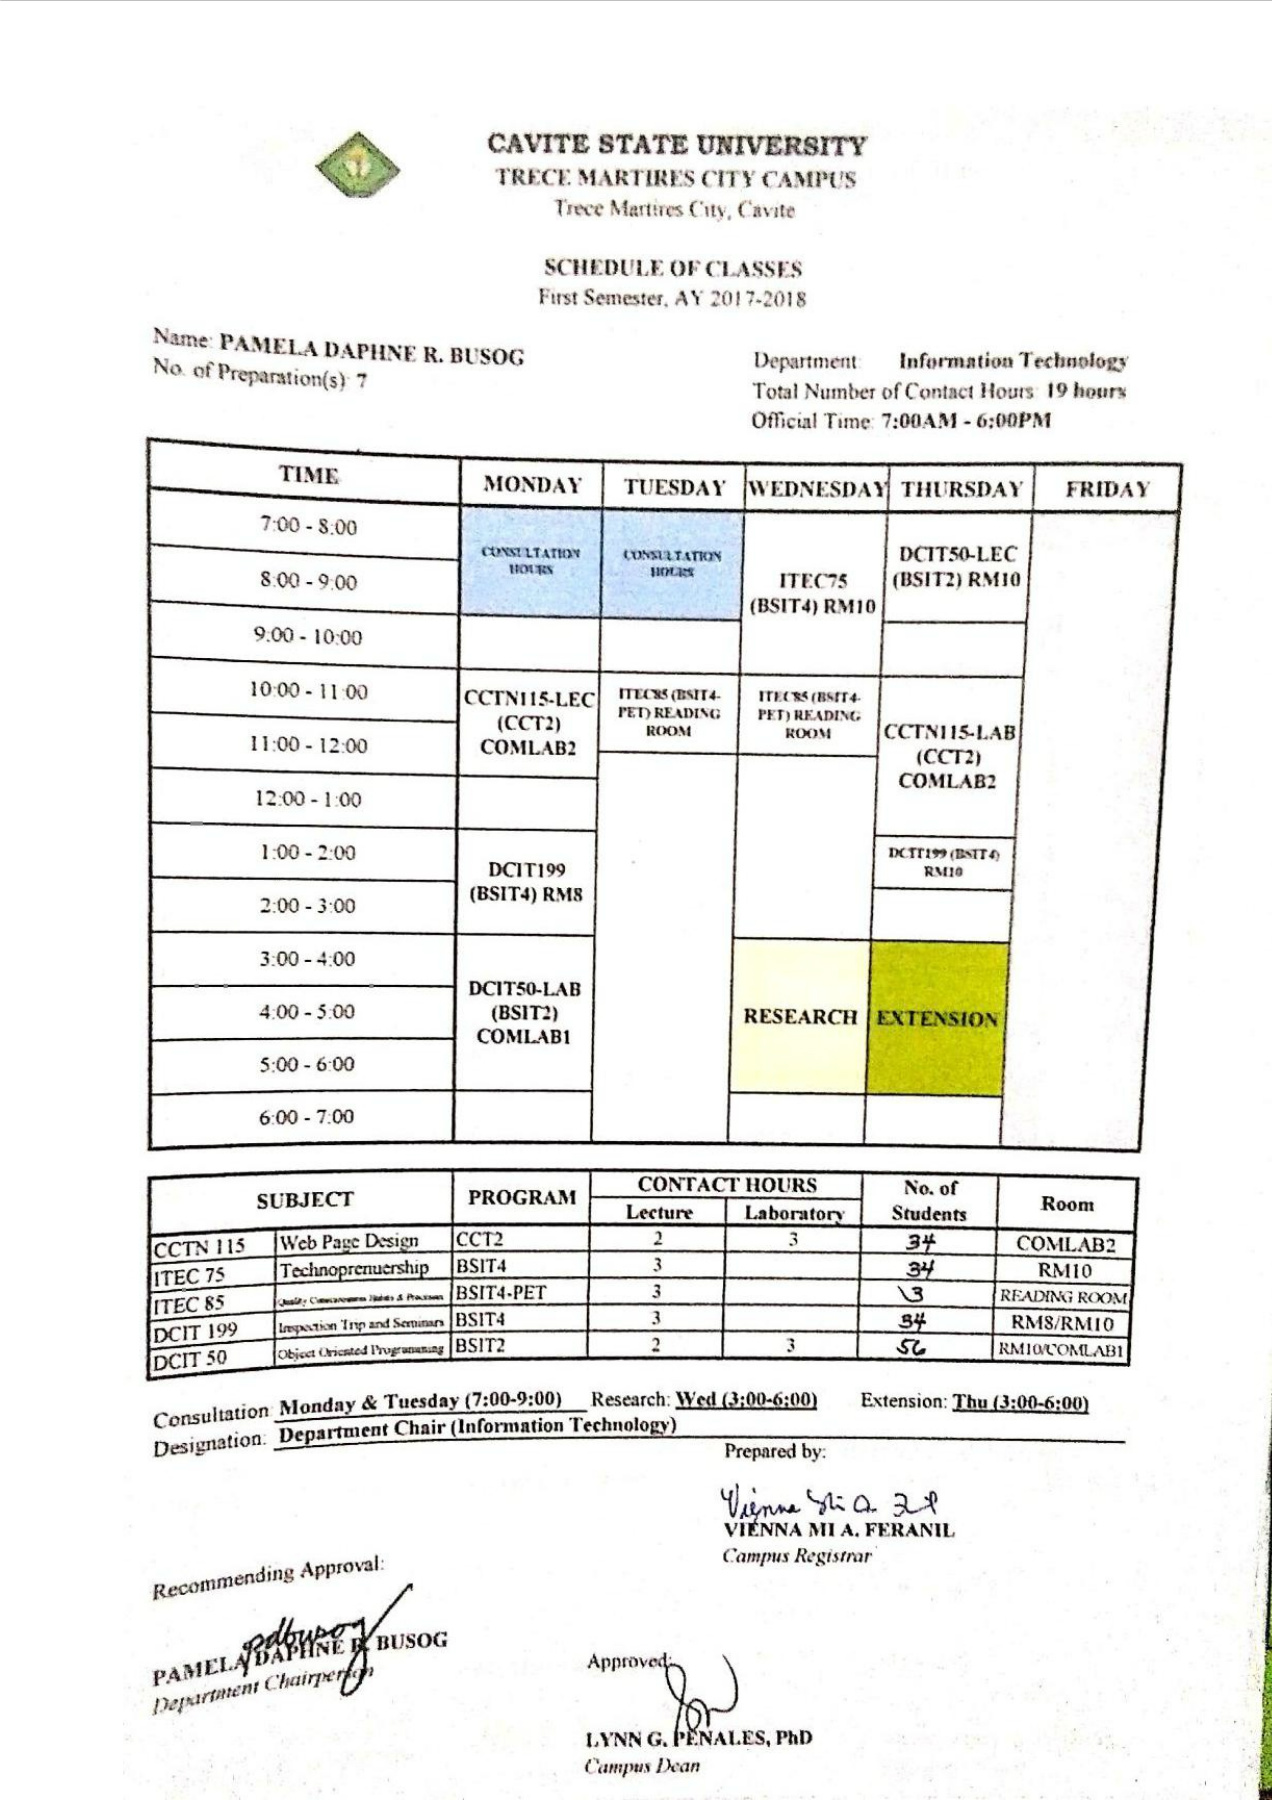 CAVITE STATE UNIVERSITY
TRECE MARTIRES CITY CAMPUS
Trece Martires City, Cavite
SCHEDULE OF CLASSES
First Semester, AY 2017-2018
Name: PAMELA DAPHNE R. BUSOG
No. of Preparation(s): 7
Department: Information Technology
Total Number of Contact Hours: 19 hours
Official Time: 7:00AM - 6:00PM
TIME MONDAY TUESDAY WEDNESDAY THURSDAY FRIDAY
7:00 - 8:00
8:00 - 9:00
9:00 - 10:00
10:00 - 11:00
11:00 - 12:00
12:00 - 1:00
1:00 - 2:00
2:00 - 3:00
3:00 - 4:00
4:00 - 5:00
5:00 - 6:00
6:00 - 7:00
CONSULTATION
HOURS
CCTN115-LEC
(CCT2)
COMLAB2
DCIT199
(BSIT4) RM8
DCIT50-LAB
(BSIT2)
COMLAB1
CONSULTATION
HOURS
ITEC85 (BSIT4-
PET) READING
ROOM
ITEC75
(BSIT4) RM10
ITEC85 (BSIT4-
PET) READING
ROOM
RESEARCH
DCIT50-LEC
(BSIT2) RM10
CCTN115-LAB
(CCT2)
COMLAB2
DCIT199 (BSIT4)
RM10
EXTENSION
SUBJECT PROGRAM CONTACT HOURS No. of Students Room
Lecture Laboratory
CCTN 115 Web Page Design CCT2 2 3 34 COMLAB2
ITEC 75 Technoprenuership BSIT4 3 34 RM10
ITEC 85 Quality Consciousness Habits & Processes BSIT4-PET 3 13 READING ROOM
DCIT 199 Inspection Trip and Seminars BSIT4 3 34 RM8/RM10
DCIT 50 Object Oriented Programming BSIT2 2 3 56 RM10/COMLAB1
Consultation: Monday & Tuesday (7:00-9:00) Research: Wed (3:00-6:00) Extension: Thu (3:00-6:00)
Designation: Department Chair (Information Technology)
Prepared by:
VIENNA MI A. FERANIL
Campus Registrar
Recommending Approval:
pdbusog
PAMELA DAPHNE R. BUSOG
Department Chairperson
Approved:
LYNN G. PENALES, PhD
Campus Dean